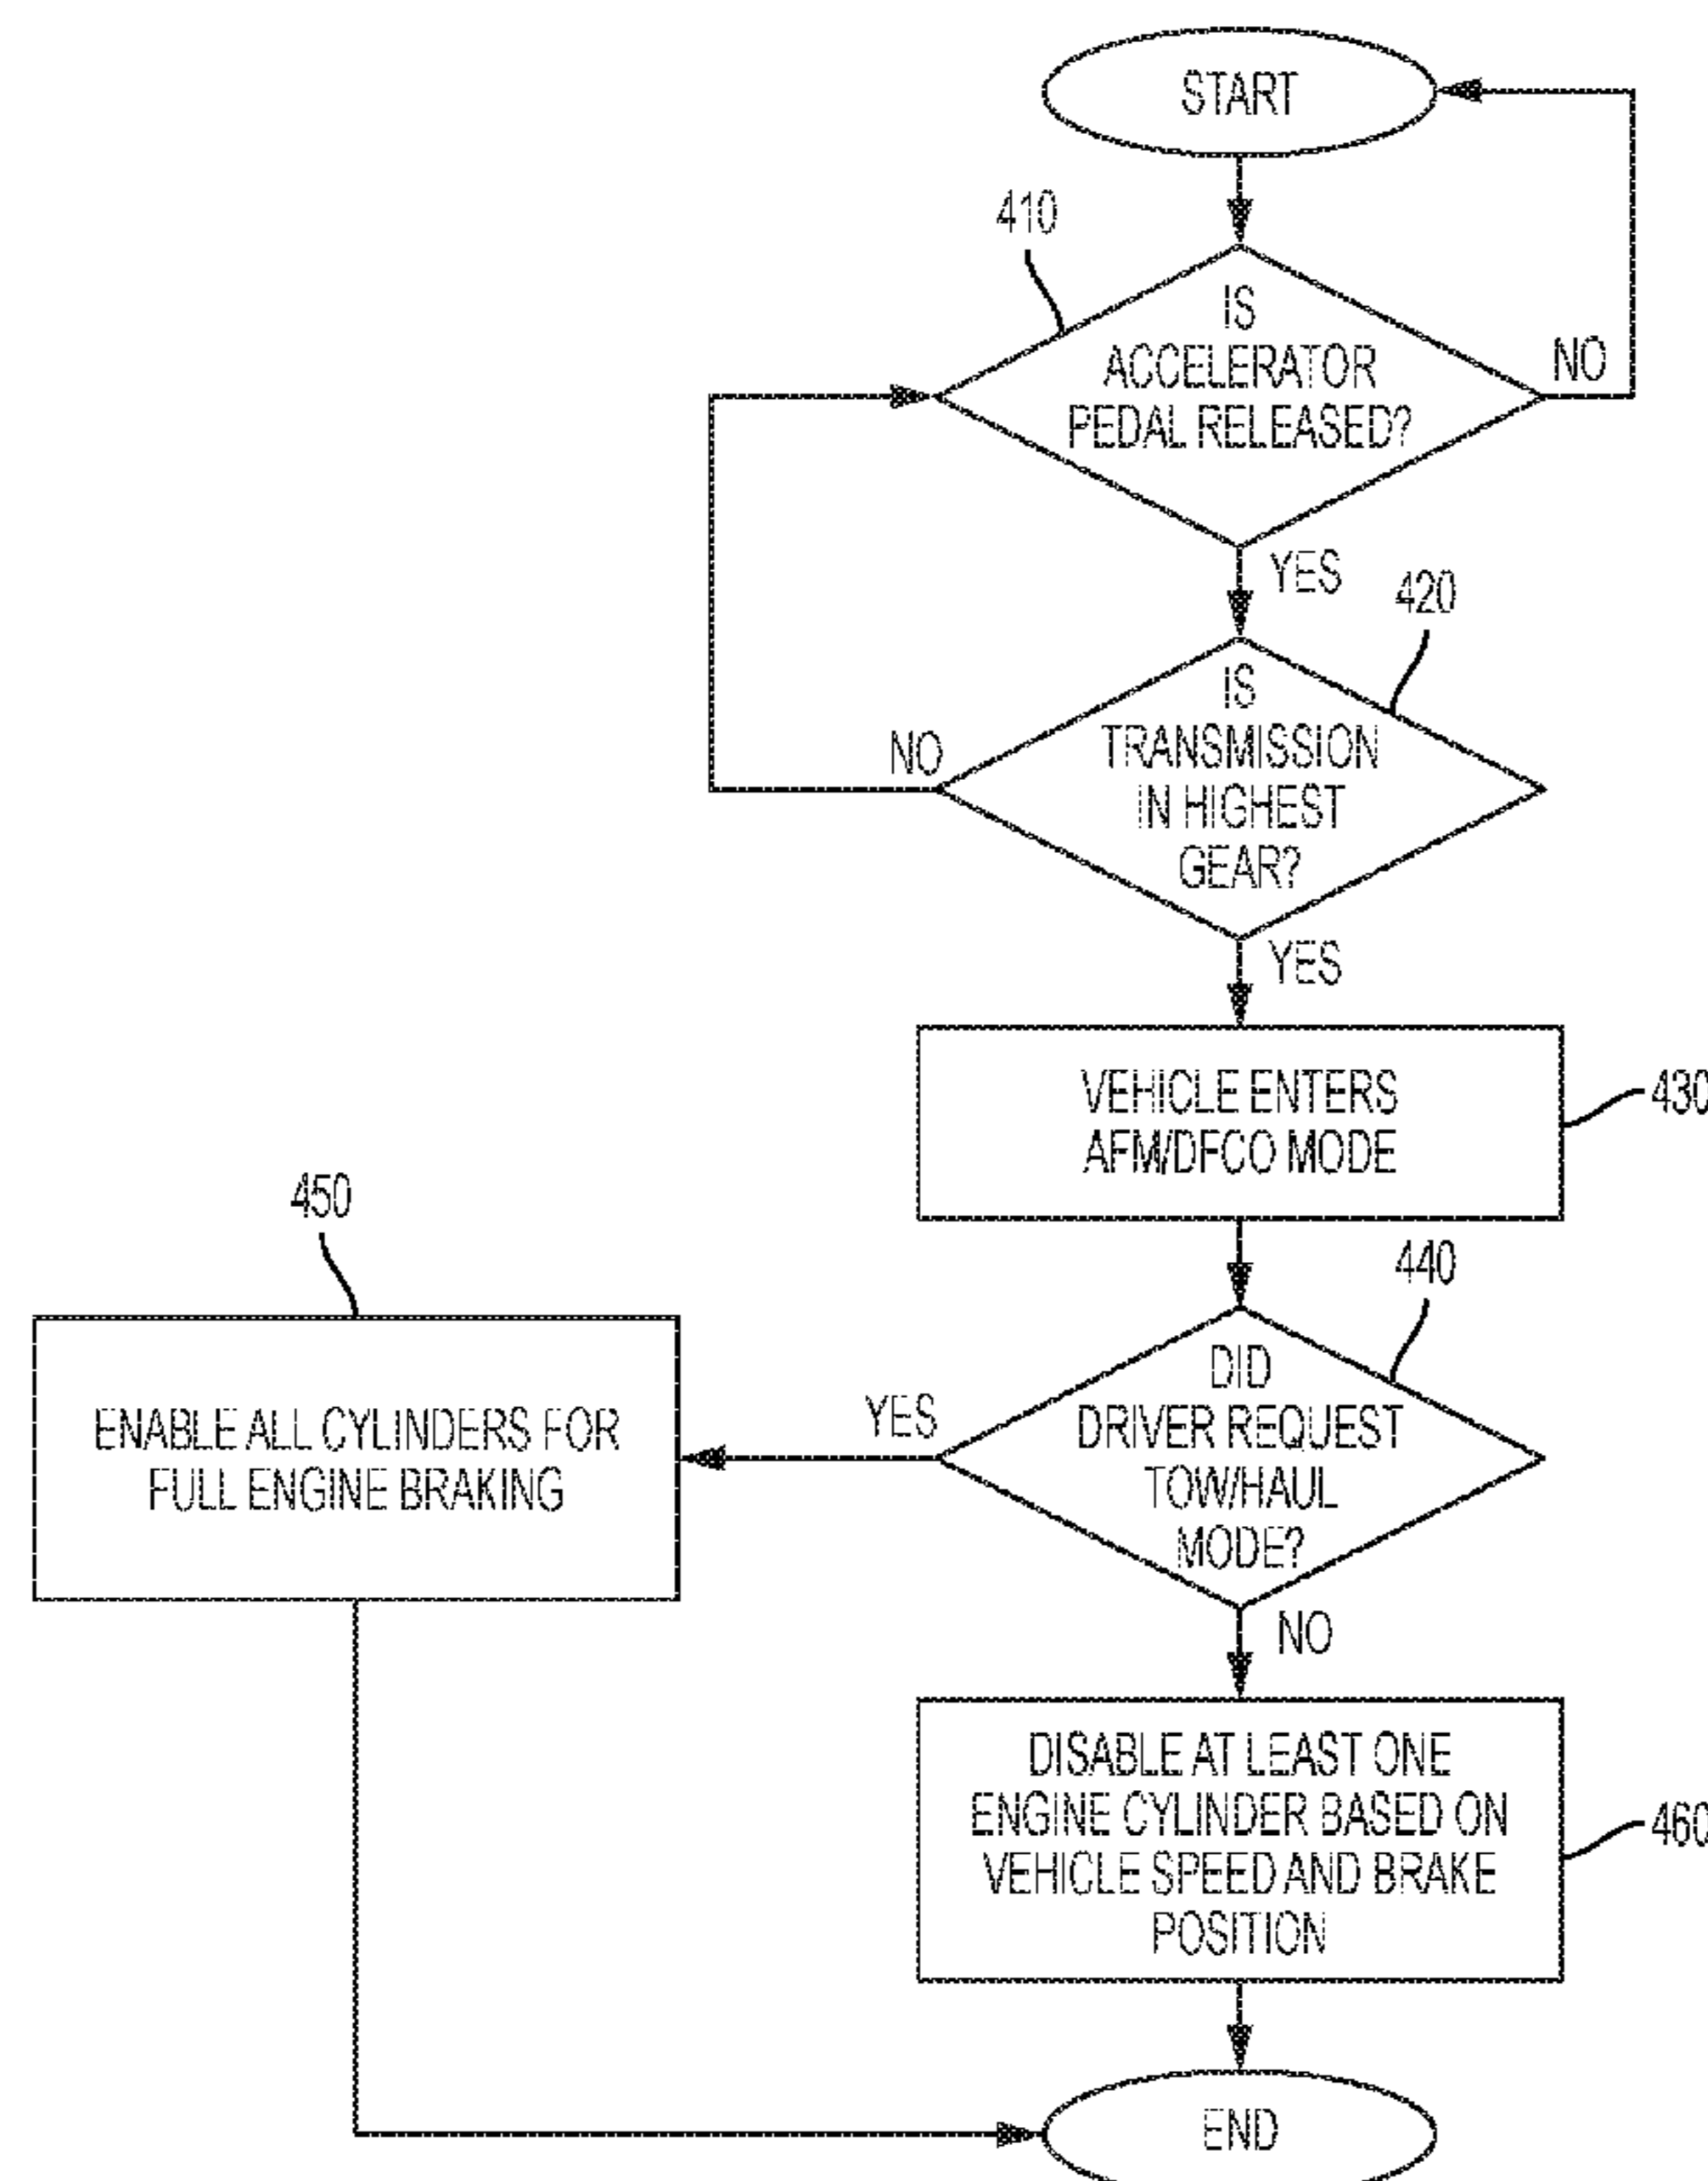 START
410
IS
ACCELERATOR
PEDAL RELEASED?
NO
YES
420
IS
TRANSMISSION
IN HIGHEST
GEAR?
NO
YES
VEHICLE ENTERS
AFM/DFCO MODE
430
440
DID
DRIVER REQUEST
TOW/HAUL
MODE?
YES
450
ENABLE ALL CYLINDERS FOR
FULL ENGINE BRAKING
NO
DISABLE AT LEAST ONE
ENGINE CYLINDER BASED ON
VEHICLE SPEED AND BRAKE
POSITION
460
END